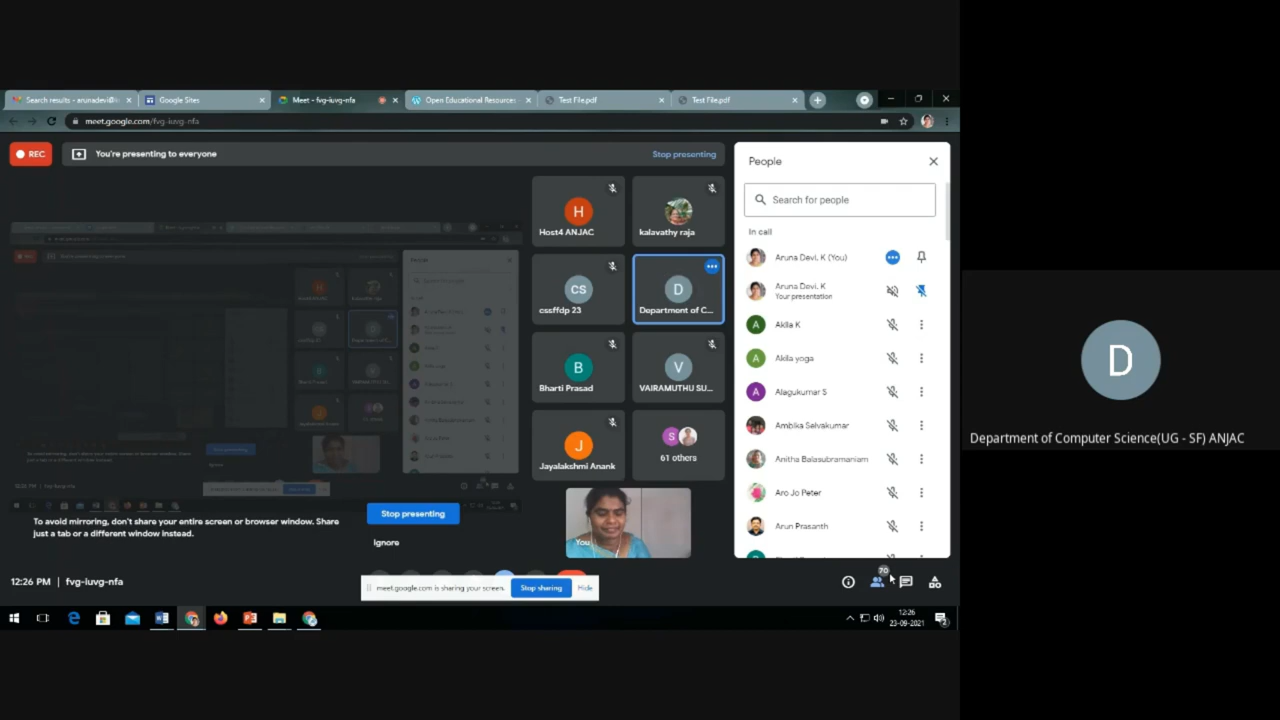 Search results - arunadevi@
Google Sites
Meet - fvg-iuvg-nfa
Open Educational Resources -
Test File.pdf
Test File.pdf
meet.google.com/fvg-iuvg-nfa
REC
You're presenting to everyone
Stop presenting
People
Search for people
In call
Aruna Devi. K (You)
Aruna Devi. K
Your presentation
Akila K
Akila yoga
Alagukumar S
Ambika Selvakumar
Anitha Balasubramaniam
Aro Jo Peter
Arun Prasanth
H
Host4 ANJAC
kalavathy raja
CS
cssffdp 23
D
Department of C...
B
Bharti Prasad
V
VAIRAMUTHU SU...
J
Jayalakshmi Anank
S
61 others
You
To avoid mirroring, don't share your entire screen or browser window. Share
just a tab or a different window instead.
Stop presenting
Ignore
12:26 PM | fvg-iuvg-nfa
meet.google.com is sharing your screen.
Stop sharing
Hide
70
12:26
23-09-2021
D
Department of Computer Science(UG - SF) ANJAC